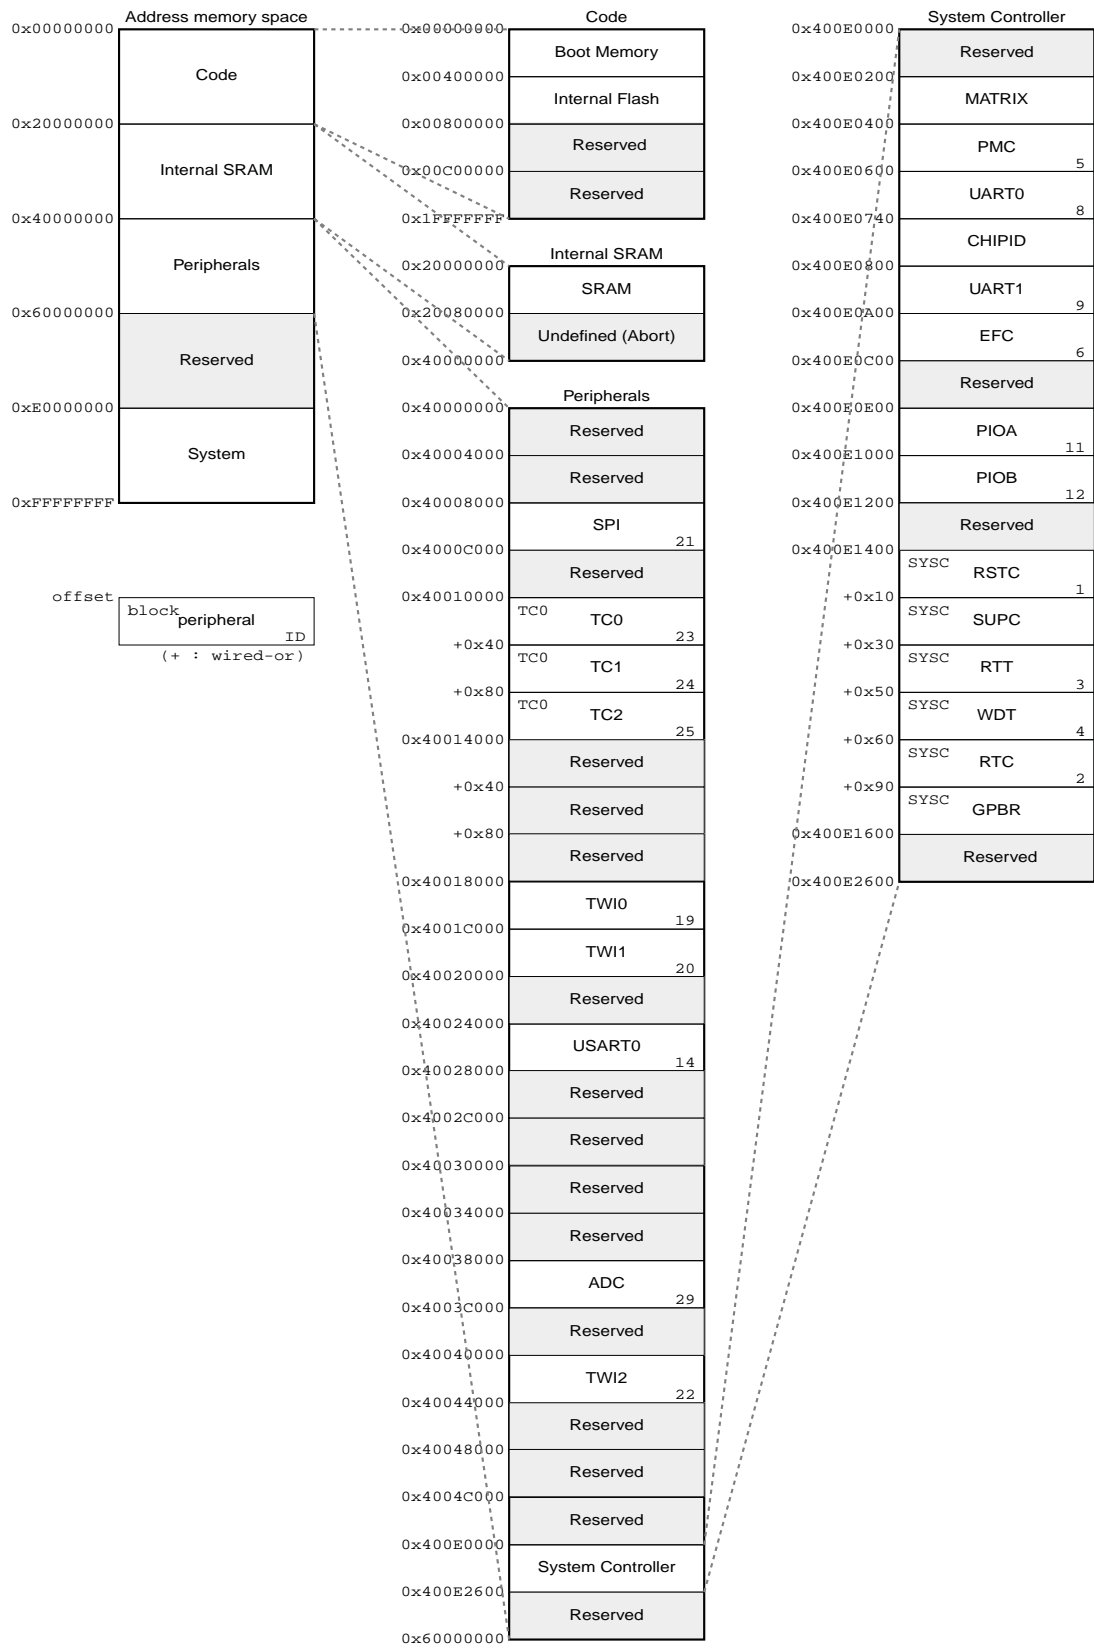 Address memory space
0x00000000
Code
0x20000000
Internal SRAM
0x40000000
Peripherals
0x60000000
Reserved
0xE0000000
System
0xFFFFFFFF
offset
block
peripheral
ID
(+ : wired-or)
Code
0x00000000
Boot Memory
0x00400000
Internal Flash
0x00800000
Reserved
0x00C00000
Reserved
0x1FFFFFFF
Internal SRAM
0x20000000
SRAM
0x20080000
Undefined (Abort)
0x40000000
Peripherals
0x40000000
Reserved
0x40004000
Reserved
0x40008000
SPI
21
0x4000C000
Reserved
0x40010000
TC0
TC0
23
+0x40
TC0
TC1
24
+0x80
TC0
TC2
25
0x40014000
Reserved
+0x40
Reserved
+0x80
Reserved
0x40018000
TWI0
19
0x4001C000
TWI1
20
0x40020000
Reserved
0x40024000
USART0
14
0x40028000
Reserved
0x4002C000
Reserved
0x40030000
Reserved
0x40034000
Reserved
0x40038000
ADC
29
0x4003C000
Reserved
0x40040000
TWI2
22
0x40044000
Reserved
0x40048000
Reserved
0x4004C000
Reserved
0x400E0000
System Controller
0x400E2600
Reserved
0x60000000
System Controller
0x400E0000
Reserved
0x400E0200
MATRIX
0x400E0400
PMC
5
0x400E0600
UART0
8
0x400E0740
CHIPID
0x400E0800
UART1
9
0x400E0A00
EFC
6
0x400E0C00
Reserved
0x400E0E00
PIOA
11
0x400E1000
PIOB
12
0x400E1200
Reserved
0x400E1400
SYSC
RSTC
1
+0x10
SYSC
SUPC
+0x30
SYSC
RTT
3
+0x50
SYSC
WDT
4
+0x60
SYSC
RTC
2
+0x90
SYSC
GPBR
0x400E1600
Reserved
0x400E2600